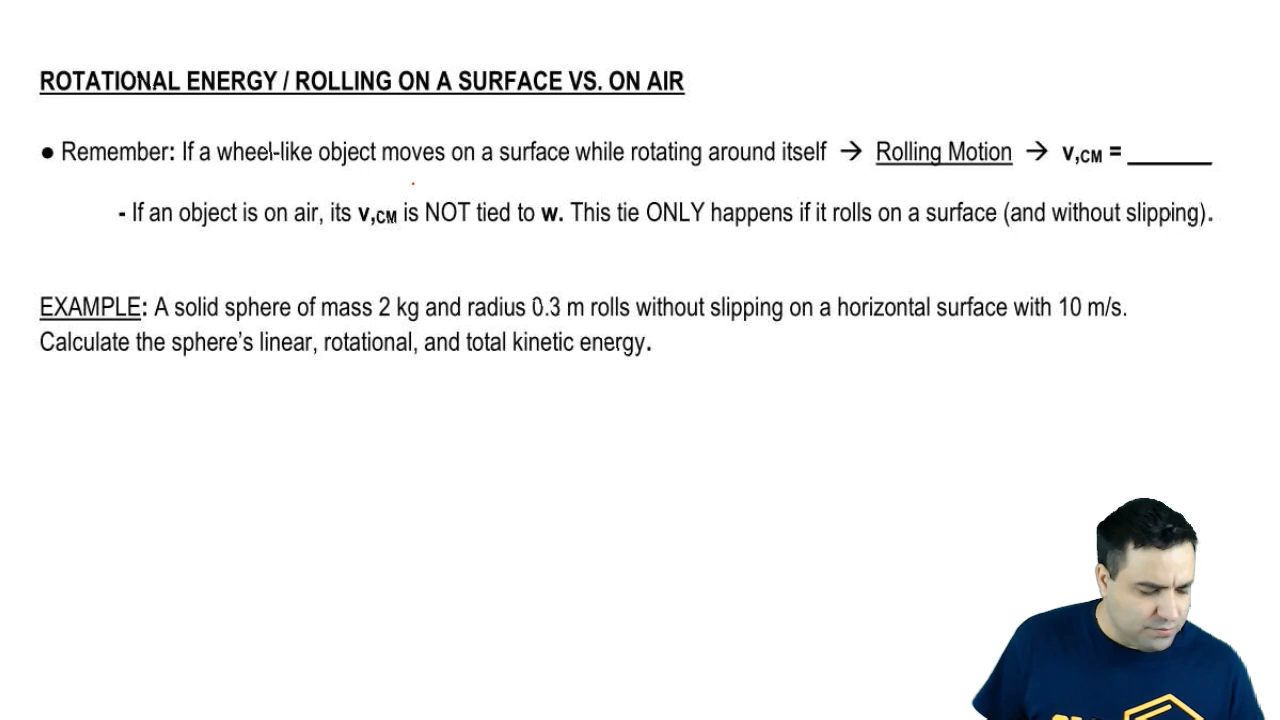 ROTATIONAL ENERGY / ROLLING ON A SURFACE VS. ON AIR
● Remember: If a wheel-like object moves on a surface while rotating around itself → Rolling Motion → v,CM = ______
- If an object is on air, its v,CM is NOT tied to w. This tie ONLY happens if it rolls on a surface (and without slipping).
EXAMPLE: A solid sphere of mass 2 kg and radius 0.3 m rolls without slipping on a horizontal surface with 10 m/s.
Calculate the sphere's linear, rotational, and total kinetic energy.